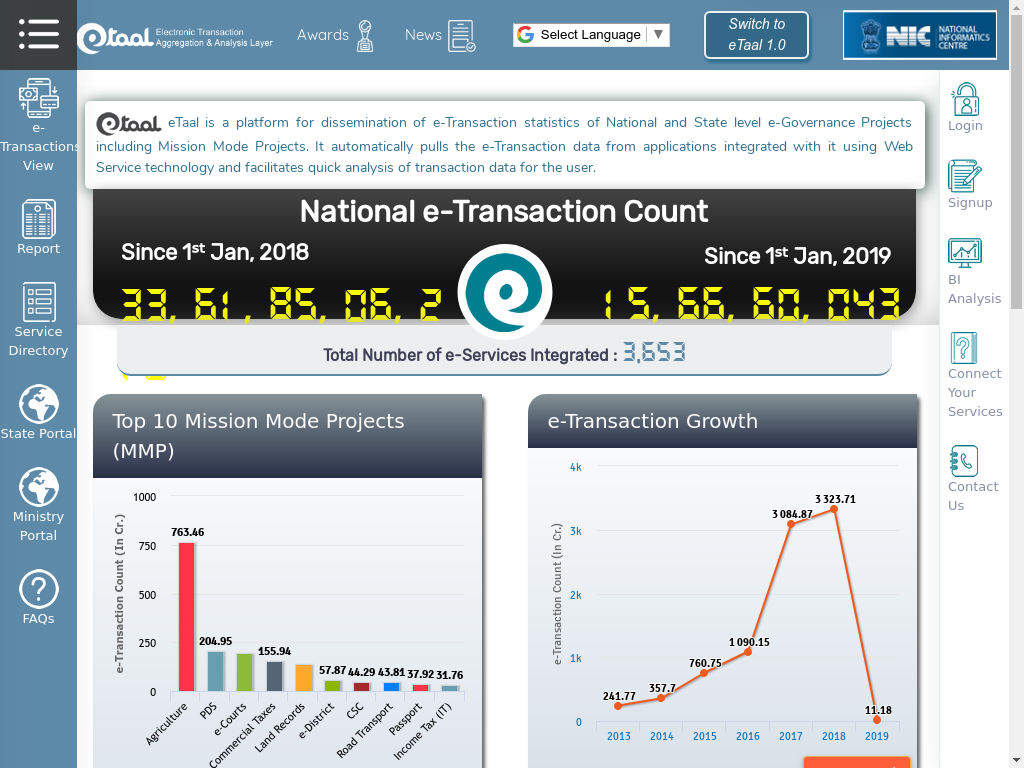 eTaal
Electronic Transaction
Aggregation & Analysis Layer
Awards
News
Select Language ▼
Switch to
eTaal 1.0
NIC
NATIONAL
INFORMATICS
CENTRE
e-
Transactions
View
Report
Service
Directory
State Portal
Ministry
Portal
FAQs
eTaal eTaal is a platform for dissemination of e-Transaction statistics of National and State level e-Governance Projects
including Mission Mode Projects. It automatically pulls the e-Transaction data from applications integrated with it using Web
Service technology and facilitates quick analysis of transaction data for the user.
National e-Transaction Count
Since 1st Jan, 2018
Since 1st Jan, 2019
33, 61, 85, 06, 2
15, 66, 60, 043
Total Number of e-Services Integrated : 3,653
Login
Signup
BI
Analysis
Connect
Your
Services
Contact
Us
Top 10 Mission Mode Projects
(MMP)
e-Transaction Count (In Cr.)
1000
750
500
250
0
763.46
204.95
155.94
57.87
44.29
43.81
37.92
31.76
Agriculture
PDS
e-Courts
Commercial Taxes
Land Records
e-District
CSC
Road Transport
Passport
Income Tax (IT)
e-Transaction Growth
e-Transaction Count (In Cr.)
4k
3k
2k
1k
0
241.77
357.7
760.75
1 090.15
3 084.87
3 323.71
11.18
2013
2014
2015
2016
2017
2018
2019